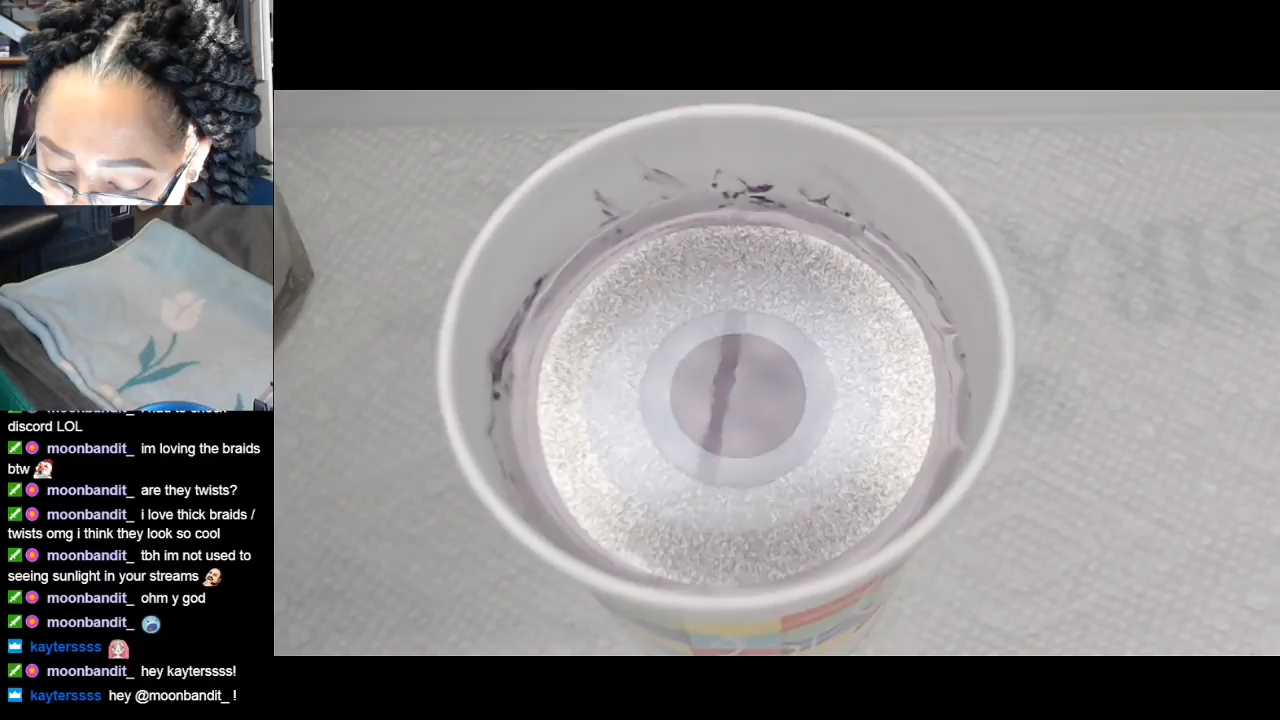 discord LOL
moonbandit_ im loving the braids
btw
moonbandit_ are they twists?
moonbandit_ i love thick braids /
twists omg i think they look so cool
moonbandit_ tbh im not used to
seeing sunlight in your streams
moonbandit_ ohm y god
moonbandit_
kayterssss
moonbandit_ hey kayterssss!
kayterssss hey @moonbandit_ !